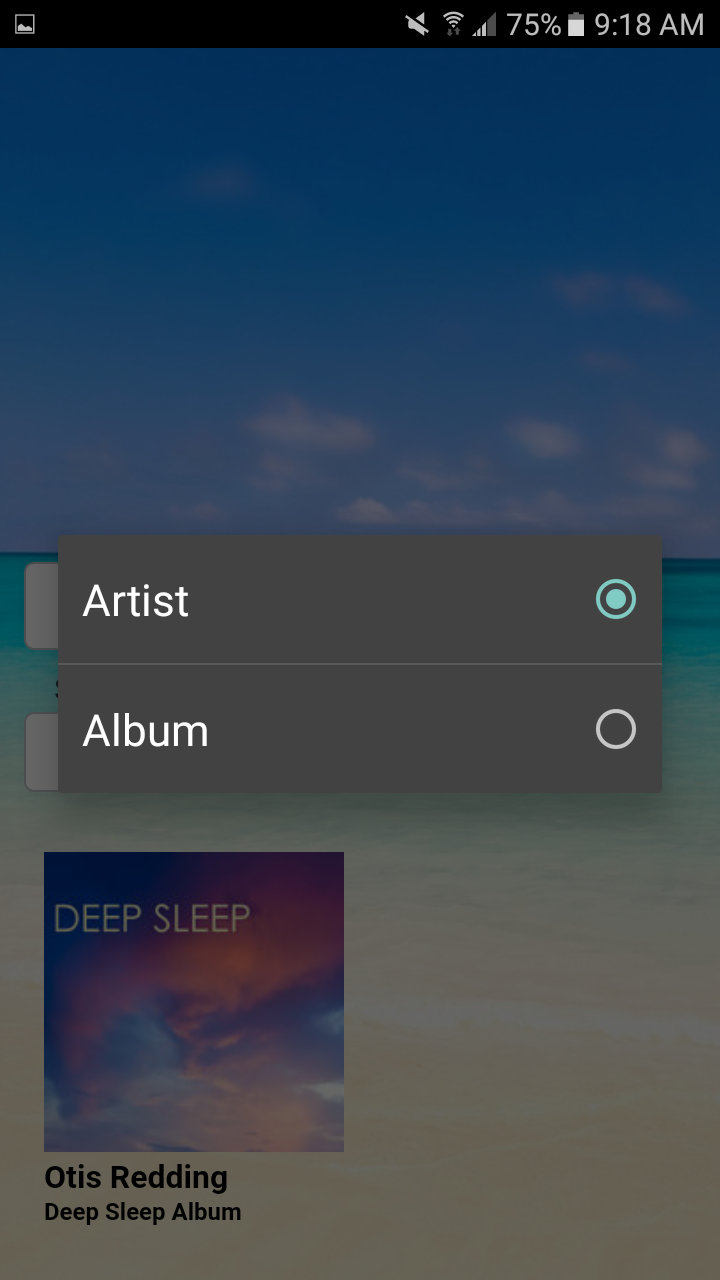 75% 9:18 AM
Artist
Album
DEEP SLEEP
Otis Redding
Deep Sleep Album